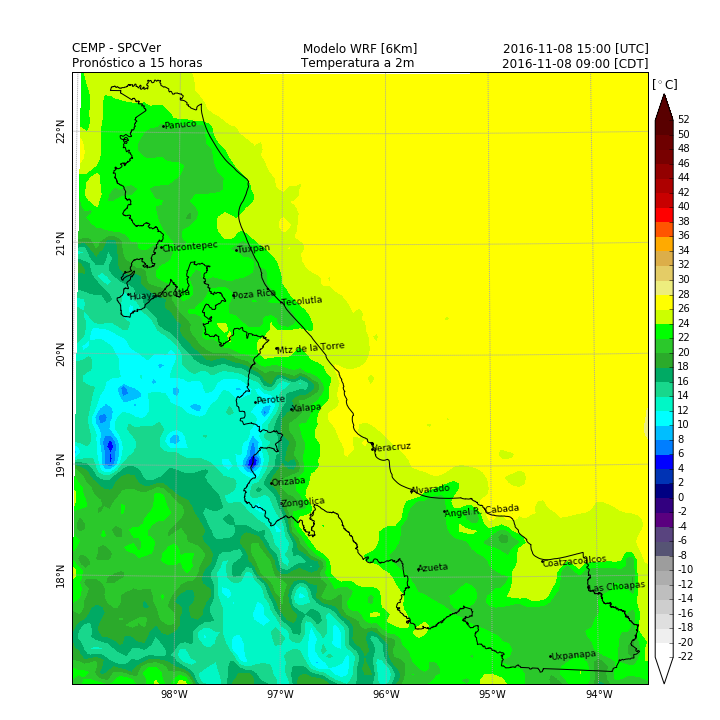 CEMP - SPCVer Modelo WRF [6Km] 2016-11-08 15:00 [UTC]
Pronóstico a 15 horas Temperatura a 2m 2016-11-08 09:00 [CDT]
[°C]
52
50
48
46
44
42
40
38
36
34
32
30
28
26
24
22
20
18
16
14
12
10
8
6
4
2
0
-2
-4
-6
-8
-10
-12
-14
-16
-18
-20
-22
22°N
21°N
20°N
19°N
18°N
Panuco
Chicontepec
Tuxpan
Huayacocotla
Poza Rica
Tecolutla
Mtz de la Torre
Perote
Xalapa
Veracruz
Orizaba
Alvarado
Zongolica
Angel R. Cabada
Azueta
Coatzacoalcos
Las Choapas
Uxpanapa
98°W 97°W 96°W 95°W 94°W